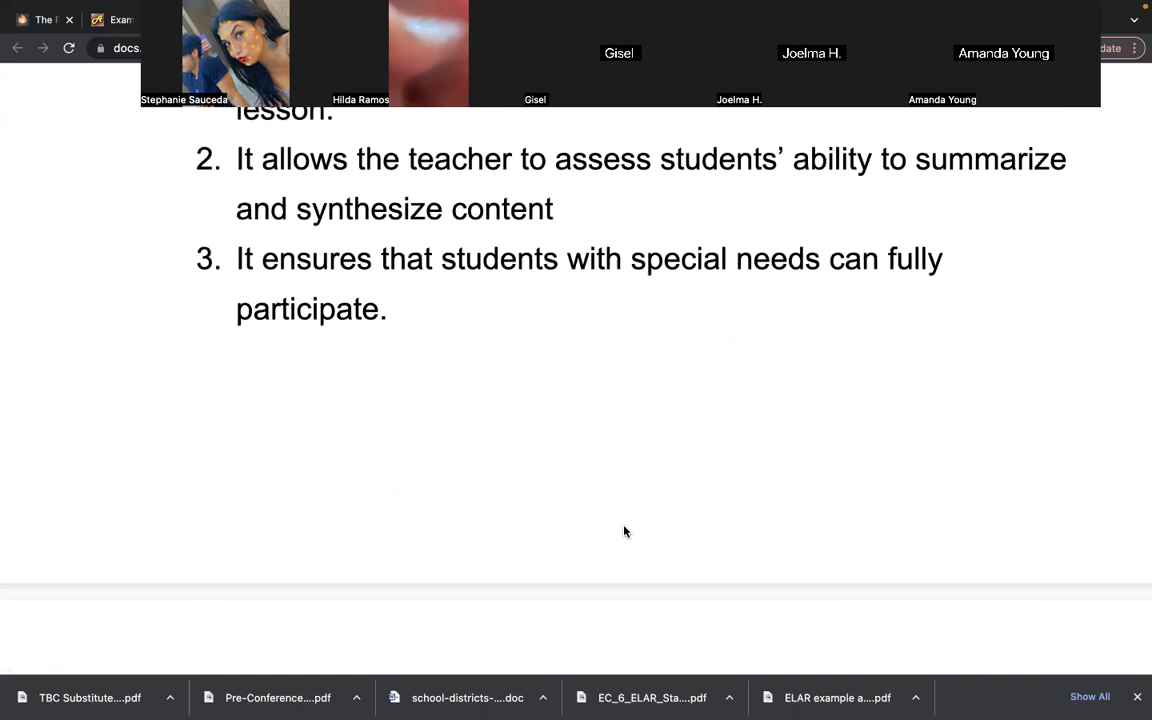 The
Exam
docs.
date
Gisel
Joelma H.
Amanda Young
Stephanie Sauceda
Hilda Ramos
Gisel
Joelma H.
Amanda Young
lesson.
2. It allows the teacher to assess students’ ability to summarize
and synthesize content
3. It ensures that students with special needs can fully
participate.
TBC Substitute....pdf
Pre-Conference....pdf
school-districts-....doc
EC_6_ELAR_Sta....pdf
ELAR example a....pdf
Show All